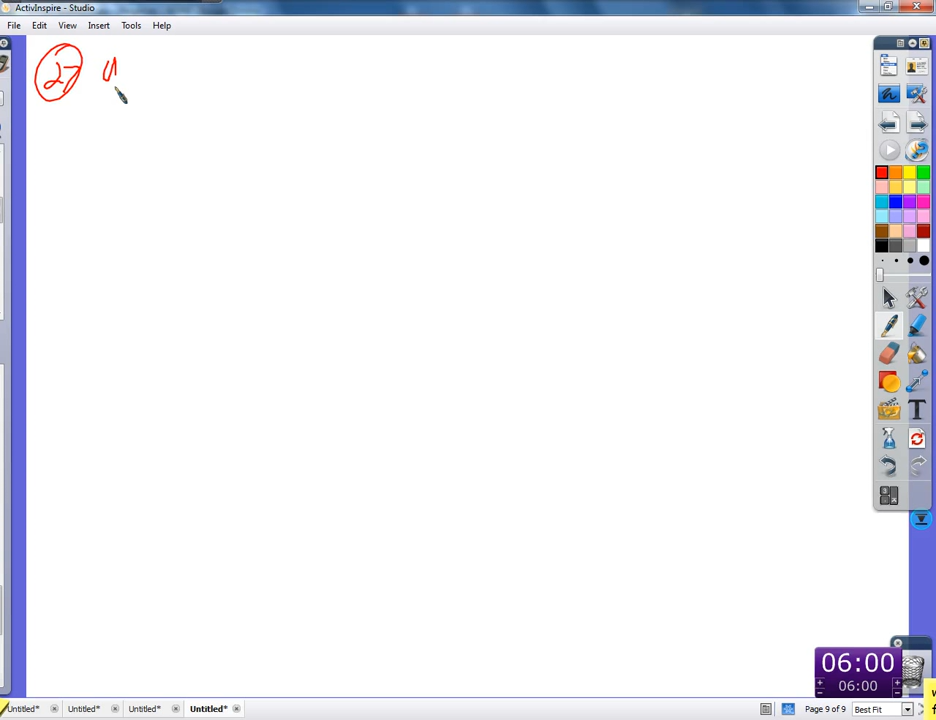 ActivInspire - Studio
File Edit View Insert Tools Help
27
06:00
06:00
Untitled* Untitled* Untitled* Untitled* Page 9 of 9 Best Fit